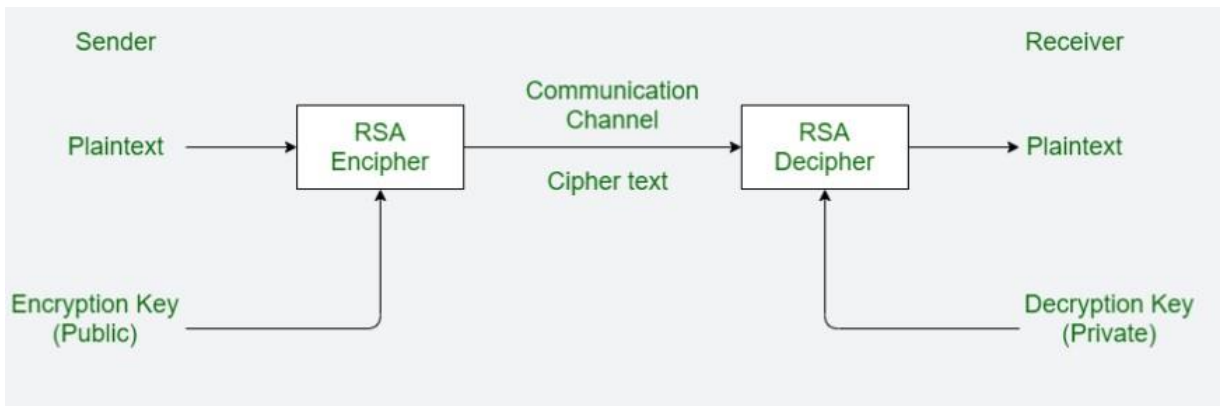 Sender
Receiver
Communication
Channel
Plaintext
RSA
Encipher
RSA
Decipher
Plaintext
Cipher text
Encryption Key
(Public)
Decryption Key
(Private)